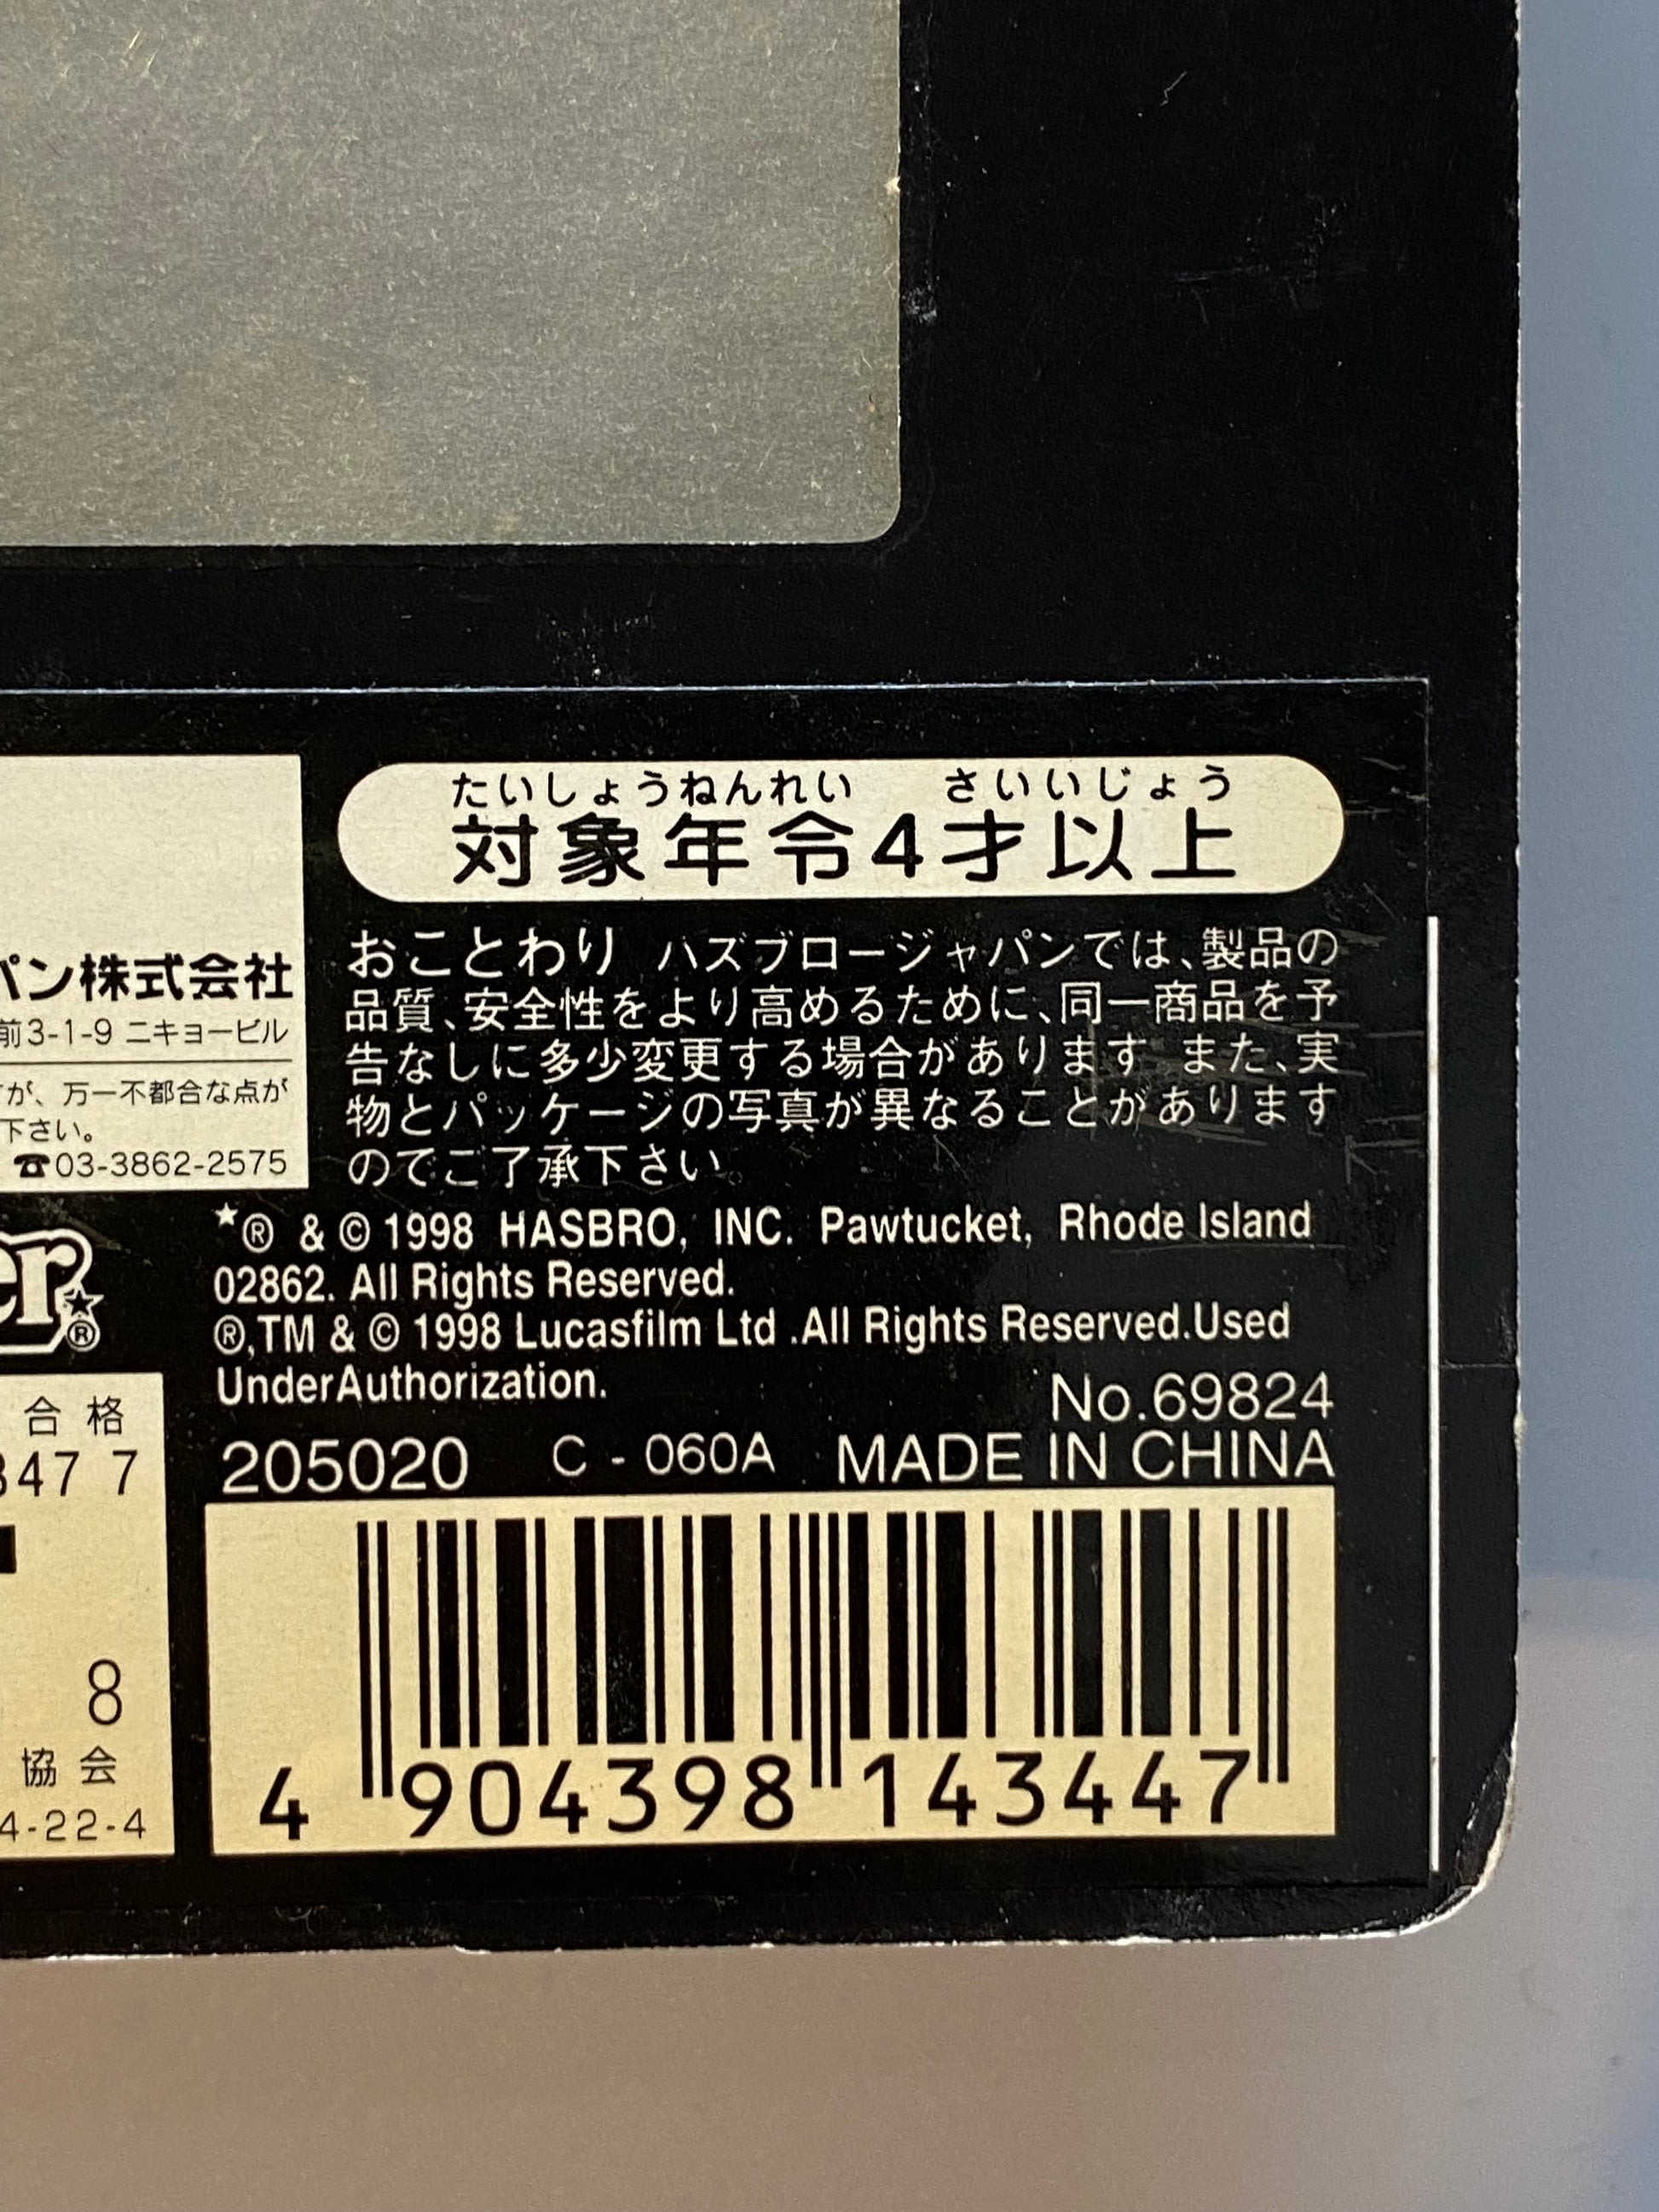 たいしょうねんれい さいいじょう
対象年令4才以上
おことわり ハズブロージャパンでは、製品の
品質、安全性をより高めるために、同一商品を予
告なしに多少変更する場合があります また、実
物とパッケージの写真が異なることがあります
のでご了承下さい。
パン株式会社
前3-1-9 ニキョービル
が、万一不都合な点が
下さい。
☎03-3862-2575
*® & © 1998 HASBRO, INC. Pawtucket, Rhode Island
02862. All Rights Reserved.
®,TM & © 1998 Lucasfilm Ltd .All Rights Reserved.Used
UnderAuthorization.
No.69824
205020 C - 060A MADE IN CHINA
er®
合格
347 7
8
協会
4-22-4
4 904398 143447